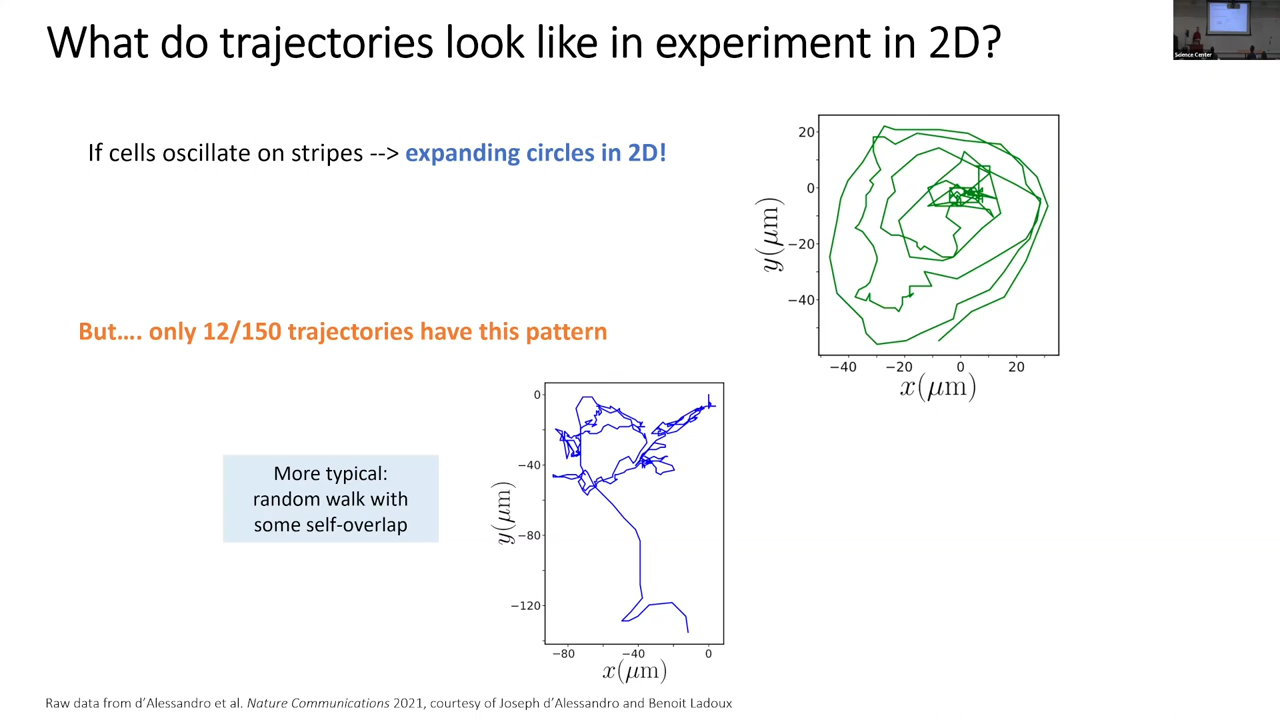 What do trajectories look like in experiment in 2D?
Science Center
If cells oscillate on stripes --> expanding circles in 2D!
20
0
−20
−40
y(μm)
−40
−20
0
20
x(μm)
But…. only 12/150 trajectories have this pattern
More typical:
random walk with
some self-overlap
0
−40
−80
−120
y(μm)
−80
−40
0
x(μm)
Raw data from d’Alessandro et al. Nature Communications 2021, courtesy of Joseph d’Alessandro and Benoit Ladoux